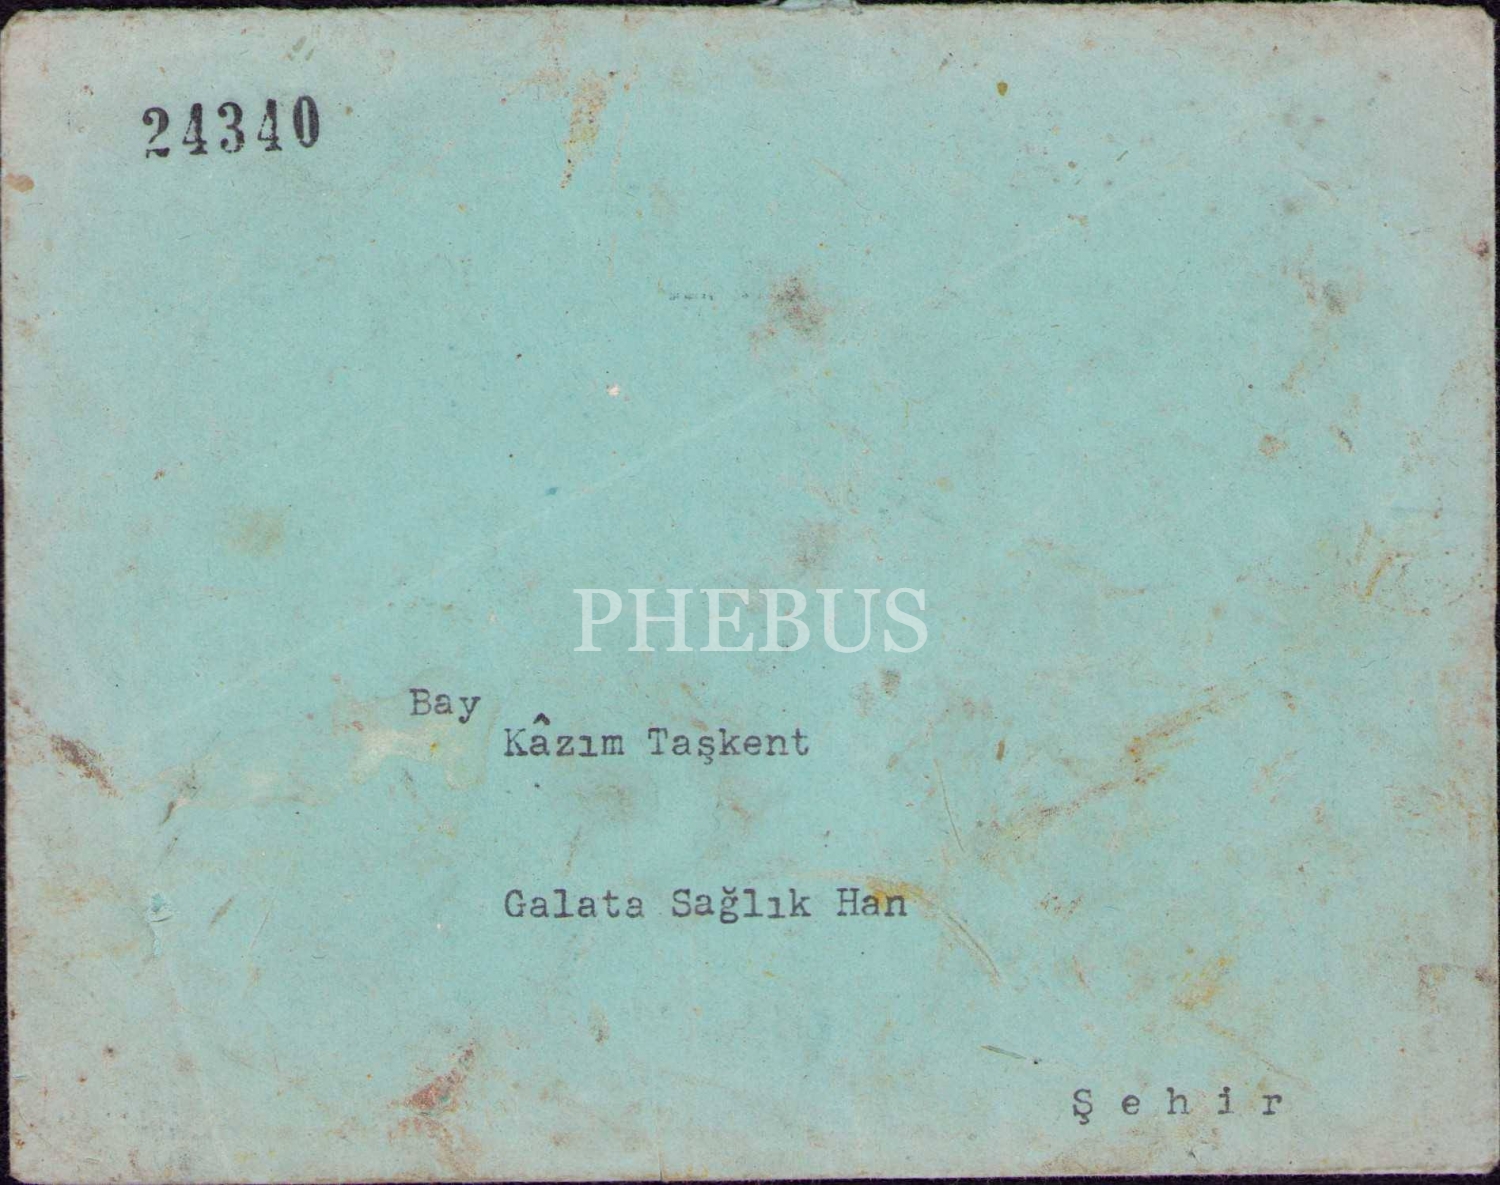 24340
PHEBUS
Bay
Kâzım Taşkent
Galata Sağlık Han
Şehir